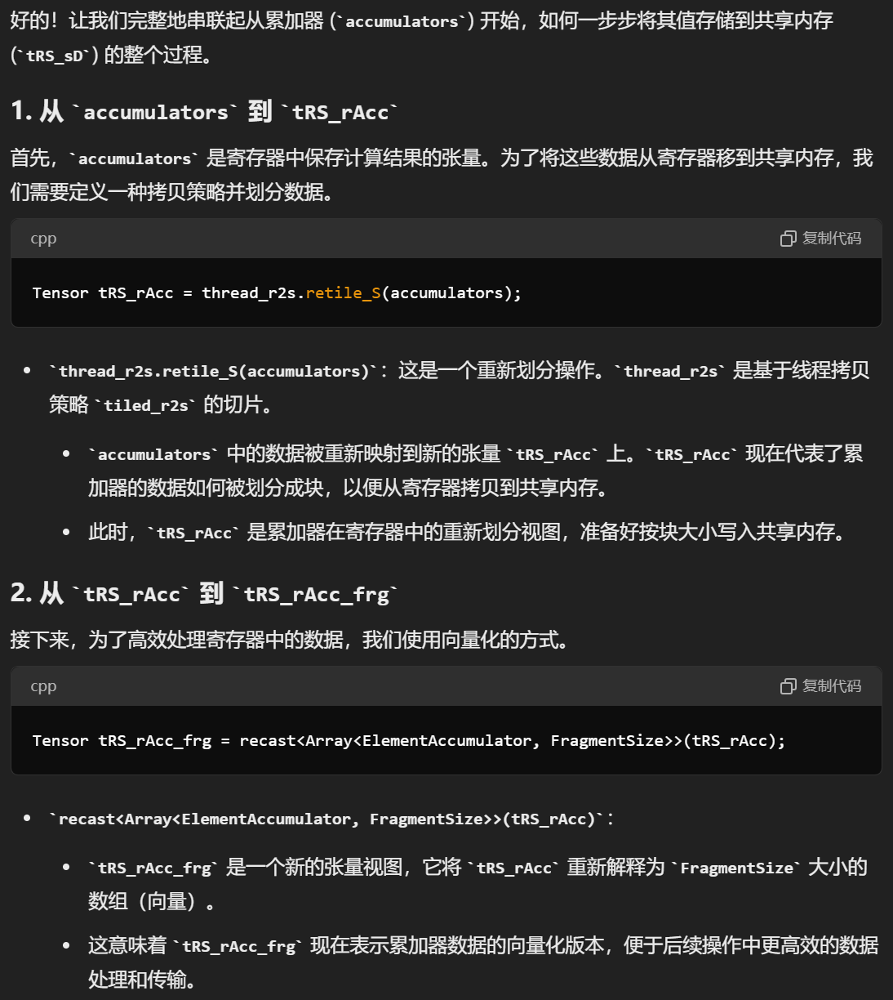 好的！让我们完整地串联起从累加器 (`accumulators`) 开始，如何一步步将其值存储到共享内存
(`tRS_sD`) 的整个过程。
1. 从 `accumulators` 到 `tRS_rAcc`
首先，`accumulators` 是寄存器中保存计算结果的张量。为了将这些数据从寄存器移到共享内存，我
们需要定义一种拷贝策略并划分数据。
cpp
复制代码
Tensor tRS_rAcc = thread_r2s.retile_S(accumulators);
• `thread_r2s.retile_S(accumulators)`：这是一个重新划分操作。`thread_r2s` 是基于线程拷贝
策略 `tiled_r2s` 的切片。
• `accumulators` 中的数据被重新映射到新的张量 `tRS_rAcc` 上。`tRS_rAcc` 现在代表了累
加器的数据如何被划分成块，以便从寄存器拷贝到共享内存。
• 此时，`tRS_rAcc` 是累加器在寄存器中的重新划分视图，准备好按块大小写入共享内存。
2. 从 `tRS_rAcc` 到 `tRS_rAcc_frg`
接下来，为了高效处理寄存器中的数据，我们使用向量化的方式。
cpp
复制代码
Tensor tRS_rAcc_frg = recast<Array<ElementAccumulator, FragmentSize>>(tRS_rAcc);
• `recast<Array<ElementAccumulator, FragmentSize>>(tRS_rAcc)`：
• `tRS_rAcc_frg` 是一个新的张量视图，它将 `tRS_rAcc` 重新解释为 `FragmentSize` 大小的
数组（向量）。
• 这意味着 `tRS_rAcc_frg` 现在表示累加器数据的向量化版本，便于后续操作中更高效的数据
处理和传输。